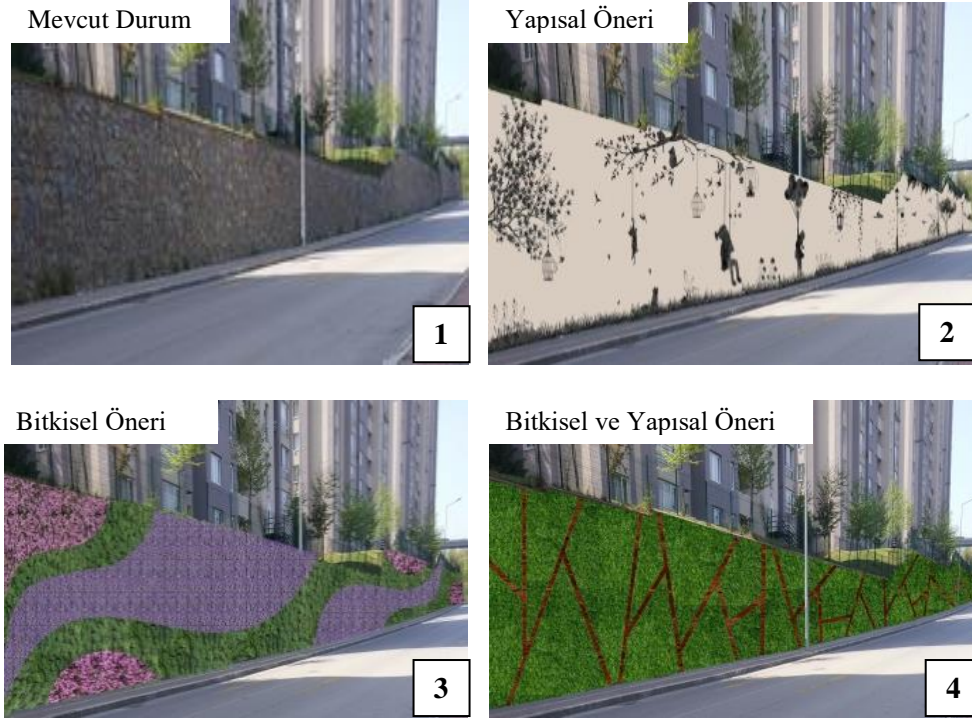 Mevcut Durum
Yapısal Öneri
1
2
Bitkisel Öneri
Bitkisel ve Yapısal Öneri
3
4